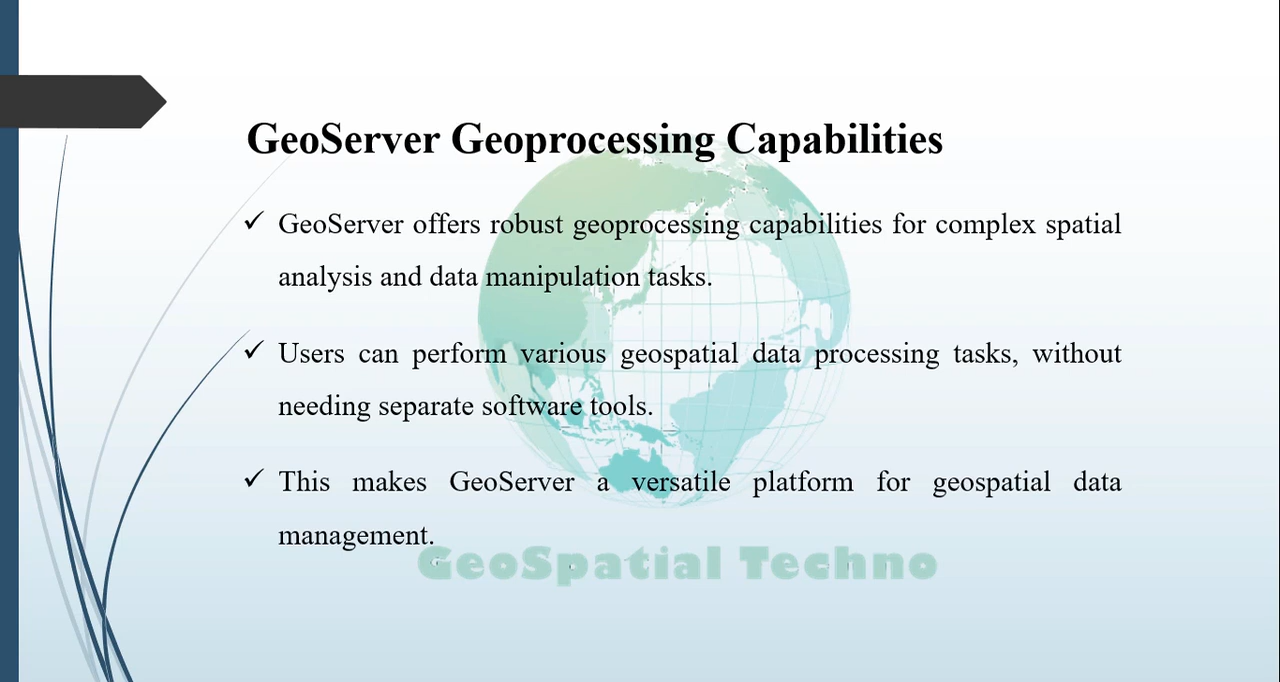 GeoServer Geoprocessing Capabilities
✓ GeoServer offers robust geoprocessing capabilities for complex spatial
analysis and data manipulation tasks.
✓ Users can perform various geospatial data processing tasks, without
needing separate software tools.
✓ This makes GeoServer a versatile platform for geospatial data
management.
GeoSpatial Techno